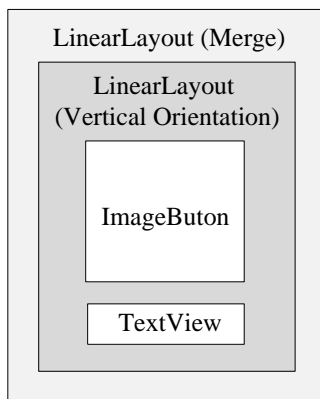 LinearLayout (Merge)
LinearLayout
(Vertical Orientation)
ImageButon
TextView